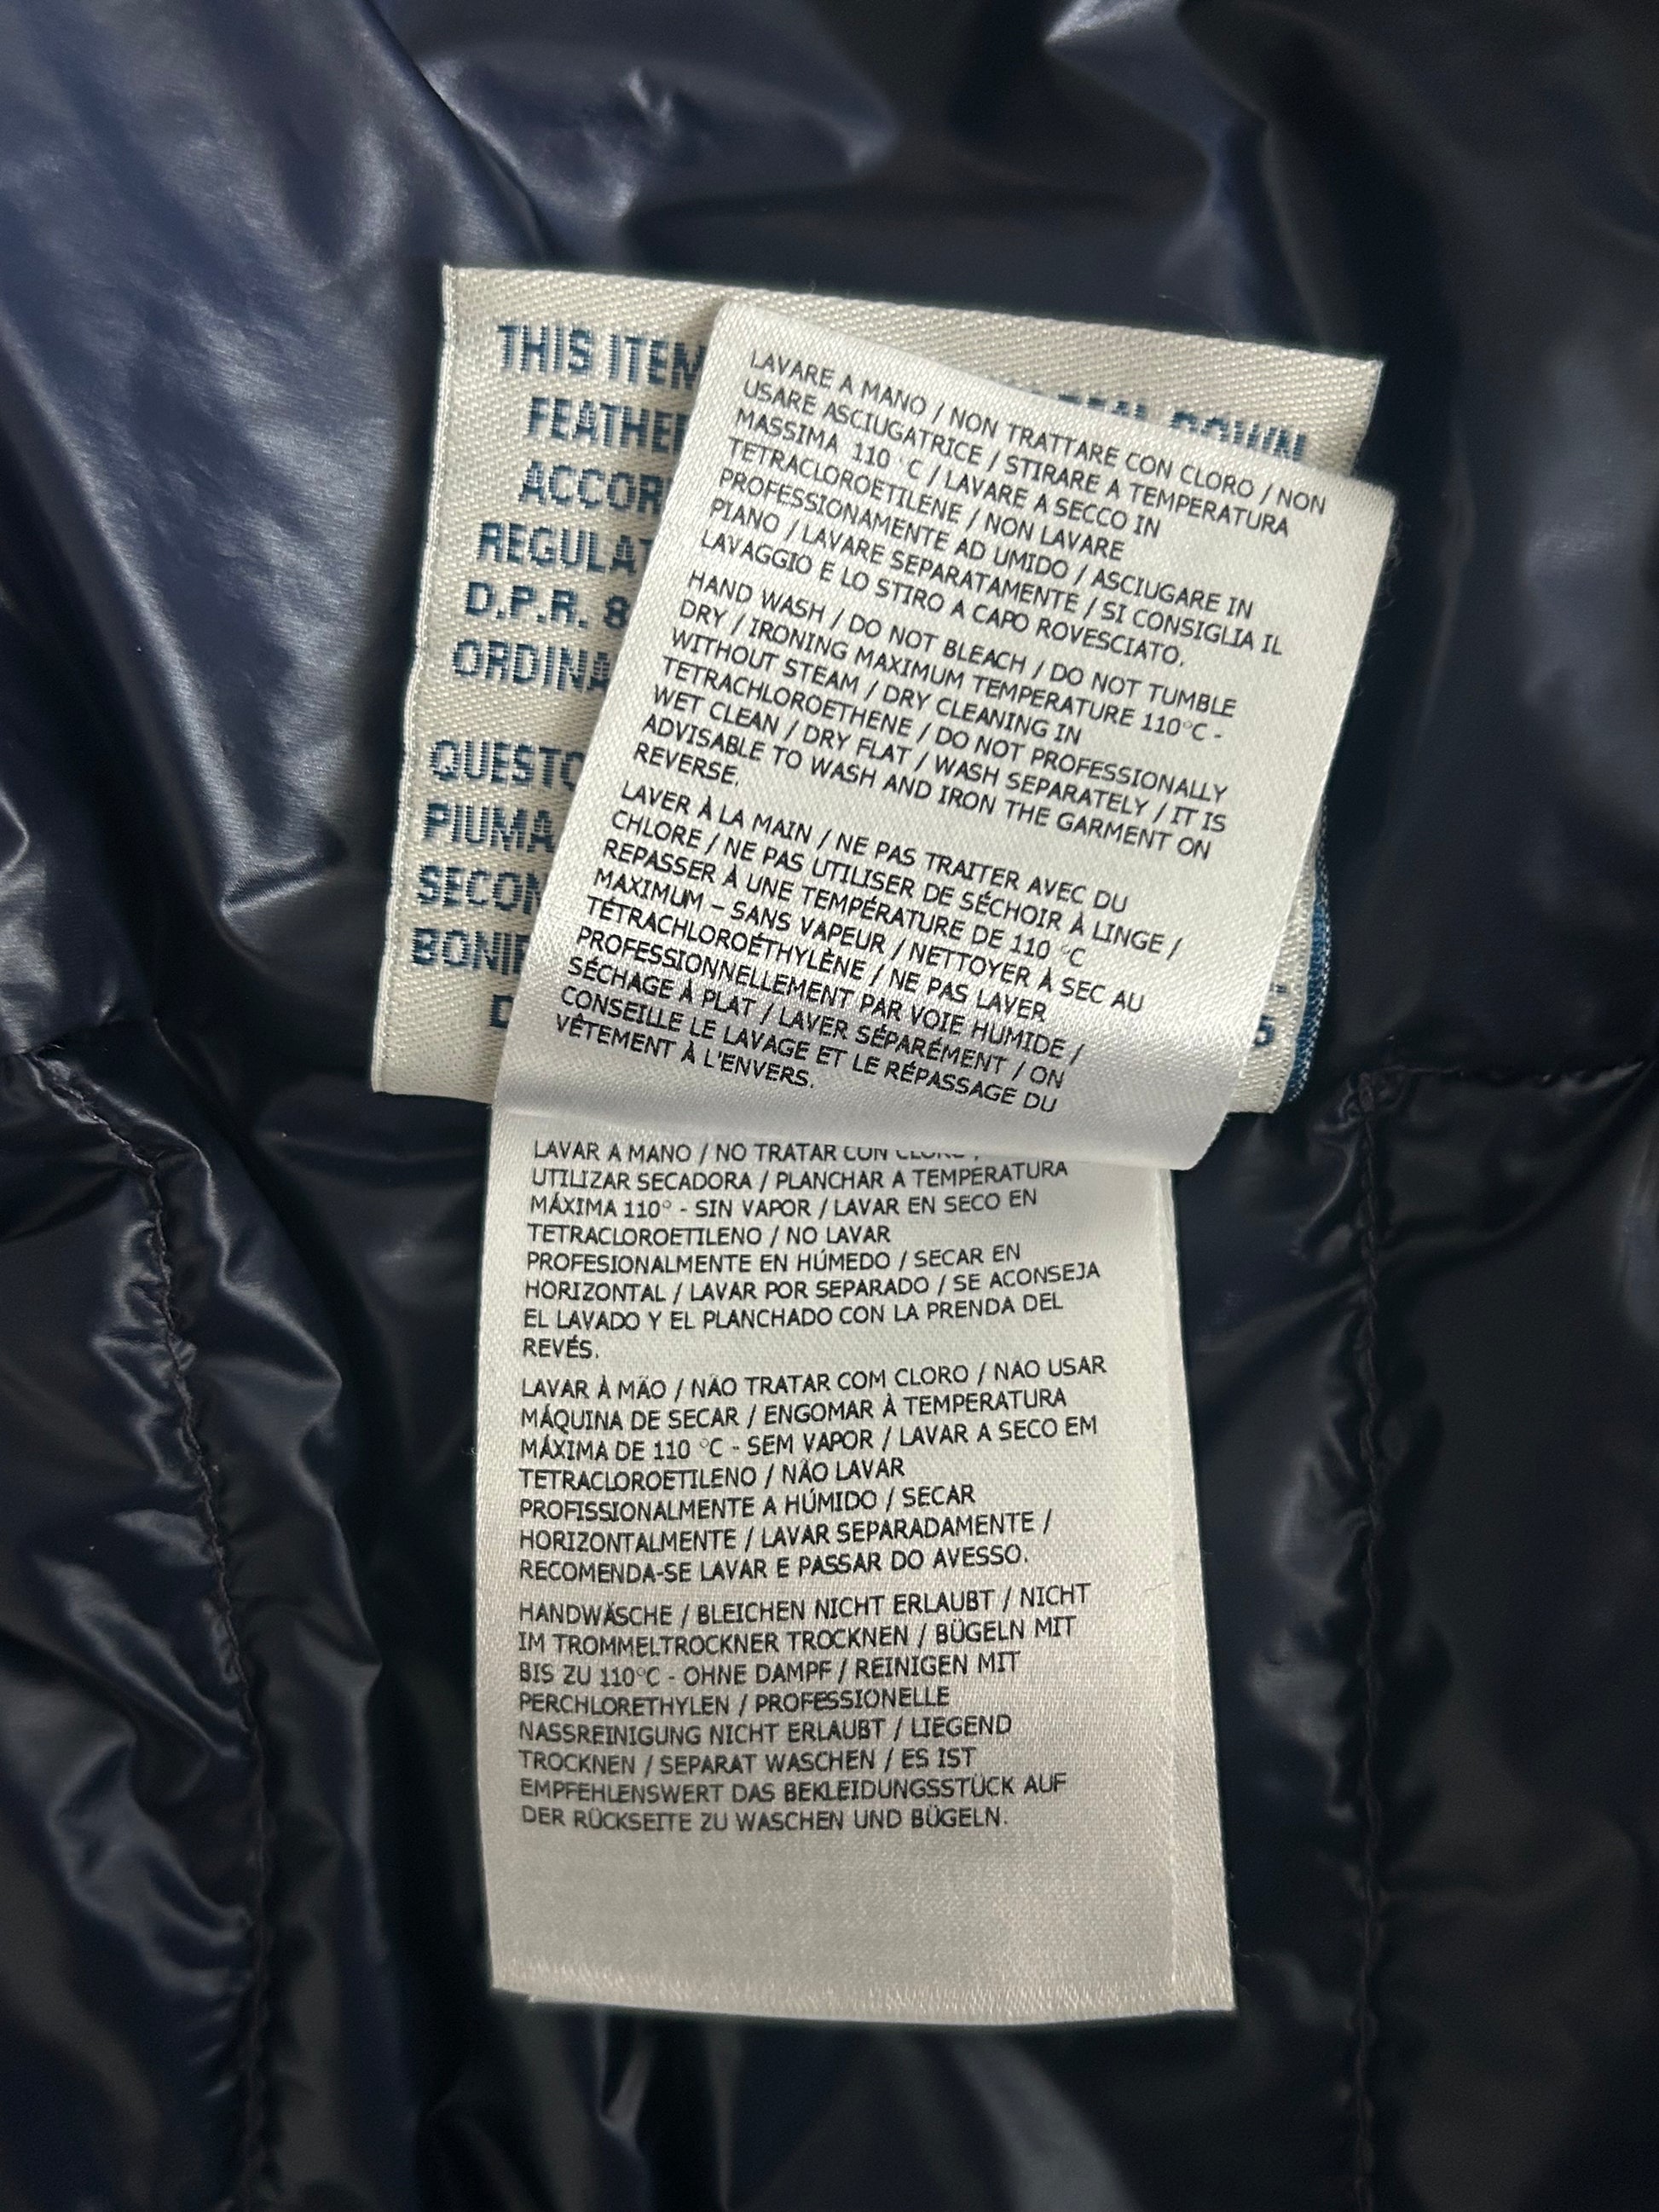 THIS ITEM
FEATHE
ACCOR
REGULAT
D.P.R. 8
ORDINA
QUESTO
PIUMA
SECON
BONI
D
5
LAVARE A MANO / NON TRATTARE CON CLORO / NON
USARE ASCIUGATRICE / STIRARE A TEMPERATURA
MASSIMA 110 °C / LAVARE A SECCO IN
TETRACLOROETILENE / NON LAVARE
PROFESSIONAMENTE AD UMIDO / ASCIUGARE IN
PIANO / LAVARE SEPARATAMENTE / SI CONSIGLIA IL
LAVAGGIO E LO STIRO A CAPO ROVESCIATO.
HAND WASH / DO NOT BLEACH / DO NOT TUMBLE
DRY / IRONING MAXIMUM TEMPERATURE 110°C -
WITHOUT STEAM / DRY CLEANING IN
TETRACHLOROETHENE / DO NOT PROFESSIONALLY
WET CLEAN / DRY FLAT / WASH SEPARATELY / IT IS
ADVISABLE TO WASH AND IRON THE GARMENT ON
REVERSE.
LAVER À LA MAIN / NE PAS TRAITER AVEC DU
CHLORE / NE PAS UTILISER DE SÉCHOIR À LINGE /
REPASSER À UNE TEMPÉRATURE DE 110 °C
MAXIMUM – SANS VAPEUR / NETTOYER À SEC AU
TÉTRACHLOROÉTHYLÈNE / NE PAS LAVER
PROFESSIONNELLEMENT PAR VOIE HUMIDE /
SÉCHAGE À PLAT / LAVER SÉPARÉMENT / ON
CONSEILLE LE LAVAGE ET LE RÉPASSAGE DU
VÊTEMENT À L'ENVERS.
LAVAR A MANO / NO TRATAR CON CLORO /
UTILIZAR SECADORA / PLANCHAR A TEMPERATURA
MÁXIMA 110° - SIN VAPOR / LAVAR EN SECO EN
TETRACLOROETILENO / NO LAVAR
PROFESIONALMENTE EN HÚMEDO / SECAR EN
HORIZONTAL / LAVAR POR SEPARADO / SE ACONSEJA
EL LAVADO Y EL PLANCHADO CON LA PRENDA DEL
REVÉS.
LAVAR À MÃO / NÃO TRATAR COM CLORO / NÃO USAR
MÁQUINA DE SECAR / ENGOMAR À TEMPERATURA
MÁXIMA DE 110 °C - SEM VAPOR / LAVAR A SECO EM
TETRACLOROETILENO / NÃO LAVAR
PROFISSIONALMENTE A HÚMIDO / SECAR
HORIZONTALMENTE / LAVAR SEPARADAMENTE /
RECOMENDA-SE LAVAR E PASSAR DO AVESSO.
HANDWÄSCHE / BLEICHEN NICHT ERLAUBT / NICHT
IM TROMMELTROCKNER TROCKNEN / BÜGELN MIT
BIS ZU 110°C - OHNE DAMPF / REINIGEN MIT
PERCHLORETHYLEN / PROFESSIONELLE
NASSREINIGUNG NICHT ERLAUBT / LIEGEND
TROCKNEN / SEPARAT WASCHEN / ES IST
EMPFEHLENSWERT DAS BEKLEIDUNGSSTÜCK AUF
DER RÜCKSEITE ZU WASCHEN UND BÜGELN.